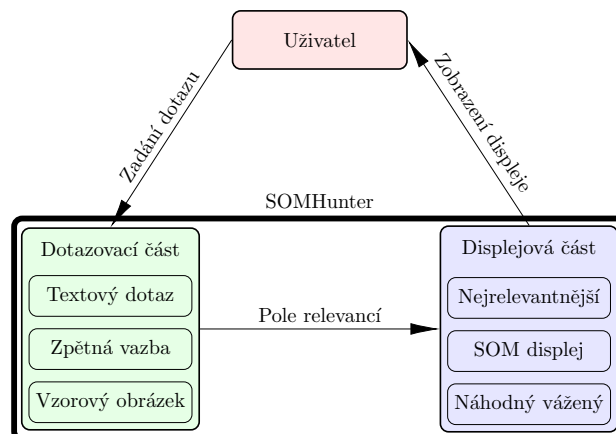 Uživatel
Zadání dotazu
Zobrazení displeje
SOMHunter
Dotazovací část
Textový dotaz
Zpětná vazba
Vzorový obrázek
Pole relevancí
Displejová část
Nejrelevantnější
SOM displej
Náhodný vážený